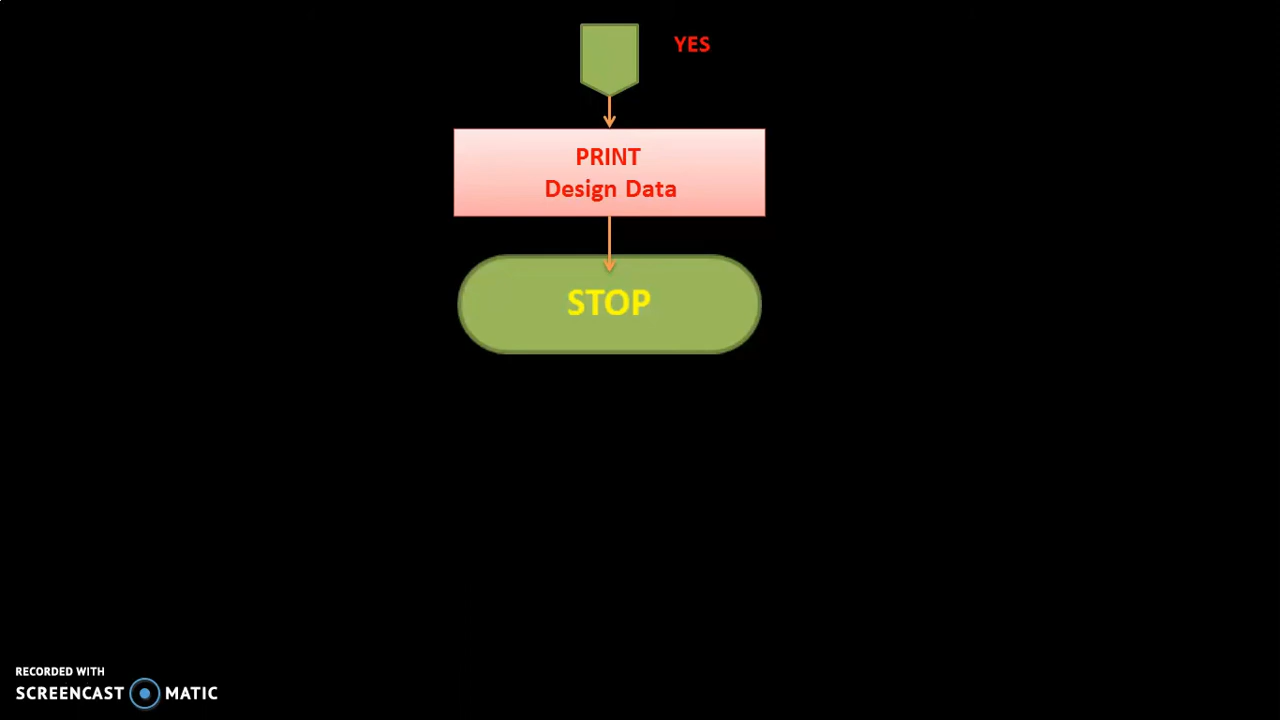 YES
PRINT
Design Data
STOP
RECORDED WITH
SCREENCAST MATIC